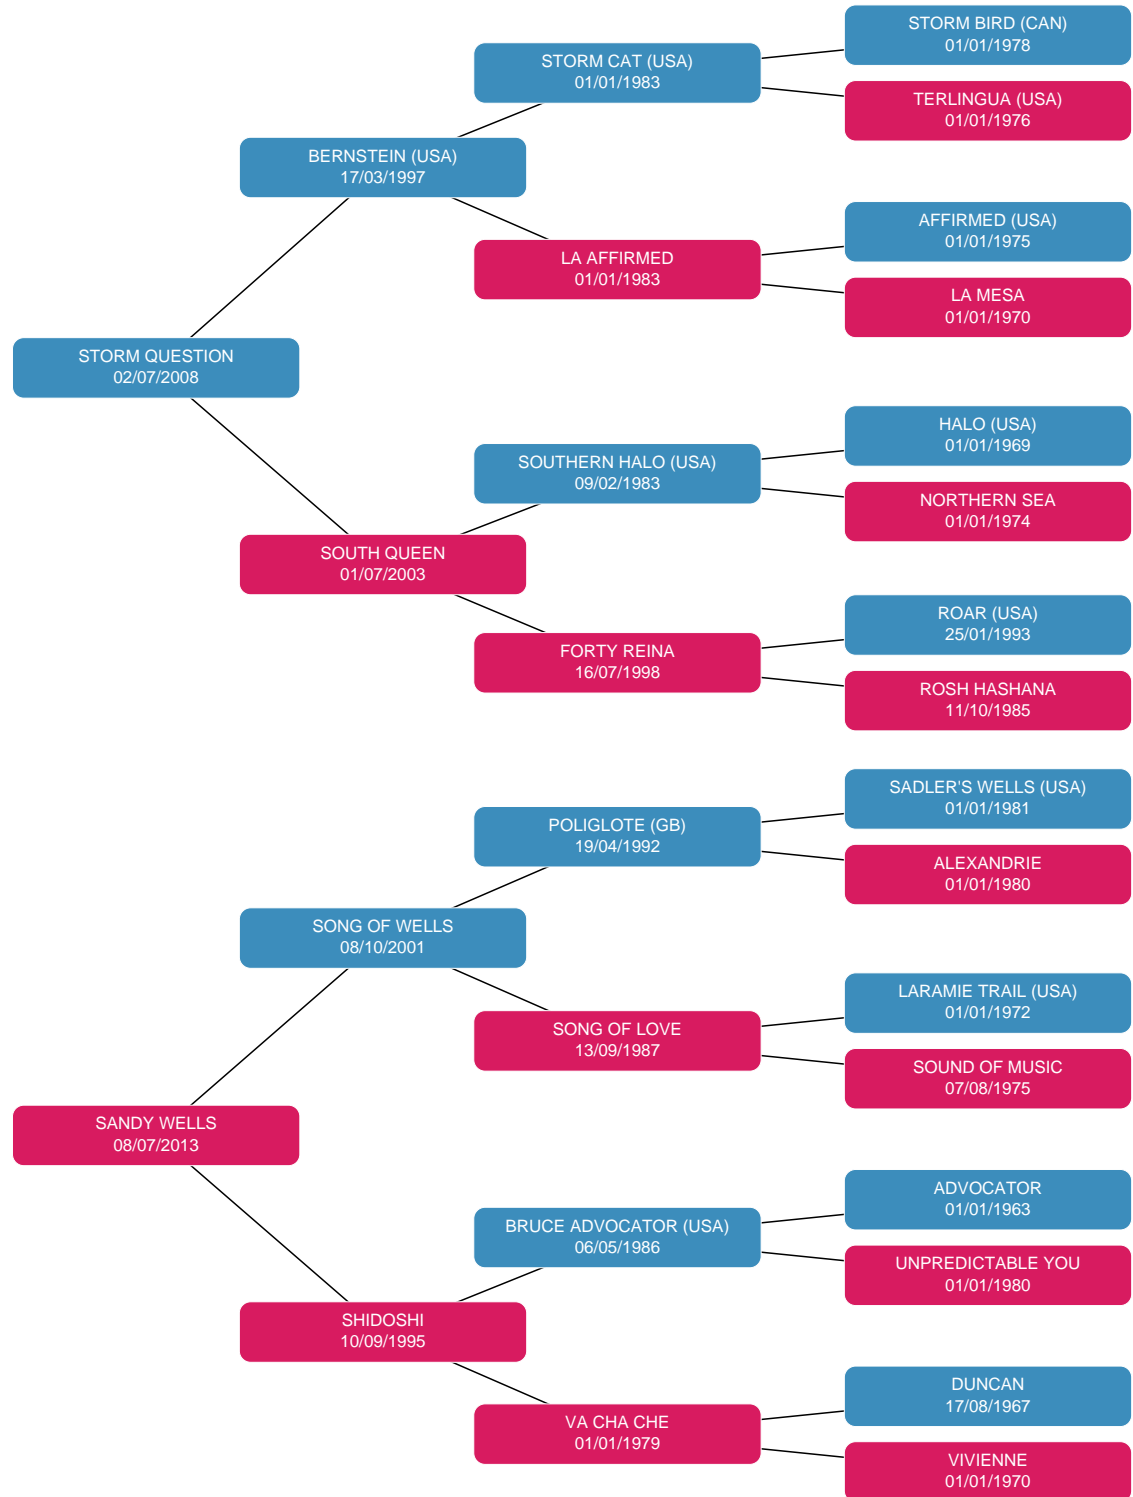 STORM BIRD (CAN)
01/01/1978
STORM CAT (USA)
01/01/1983
TERLINGUA (USA)
01/01/1976
BERNSTEIN (USA)
17/03/1997
AFFIRMED (USA)
01/01/1975
LA AFFIRMED
01/01/1983
LA MESA
01/01/1970
STORM QUESTION
02/07/2008
HALO (USA)
01/01/1969
SOUTHERN HALO (USA)
09/02/1983
NORTHERN SEA
01/01/1974
SOUTH QUEEN
01/07/2003
ROAR (USA)
25/01/1993
FORTY REINA
16/07/1998
ROSH HASHANA
11/10/1985
SADLER'S WELLS (USA)
01/01/1981
POLIGLOTE (GB)
19/04/1992
ALEXANDRIE
01/01/1980
SONG OF WELLS
08/10/2001
LARAMIE TRAIL (USA)
01/01/1972
SONG OF LOVE
13/09/1987
SOUND OF MUSIC
07/08/1975
SANDY WELLS
08/07/2013
ADVOCATOR
01/01/1963
BRUCE ADVOCATOR (USA)
06/05/1986
UNPREDICTABLE YOU
01/01/1980
SHIDOSHI
10/09/1995
DUNCAN
17/08/1967
VA CHA CHE
01/01/1979
VIVIENNE
01/01/1970